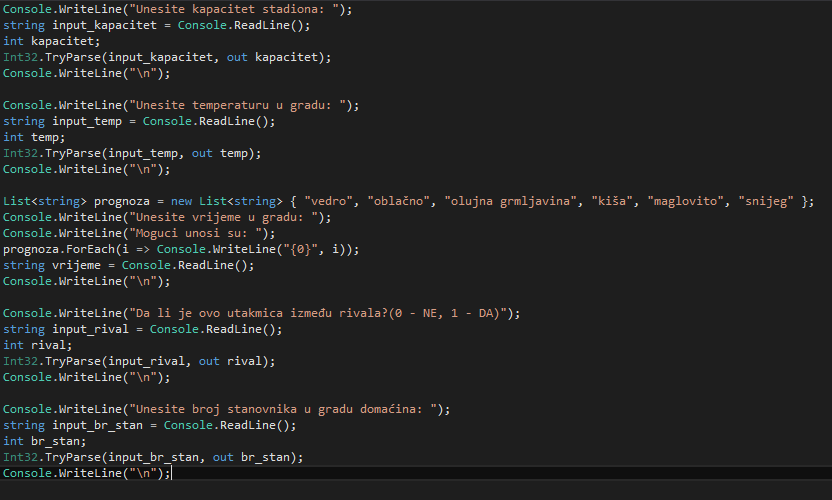 Console.WriteLine("Unesite kapacitet stadiona: ");
string input_kapacitet = Console.ReadLine();
int kapacitet;
Int32.TryParse(input_kapacitet, out kapacitet);
Console.WriteLine("\n");
Console.WriteLine("Unesite temperaturu u gradu: ");
string input_temp = Console.ReadLine();
int temp;
Int32.TryParse(input_temp, out temp);
Console.WriteLine("\n");
List<string> prognoza = new List<string> { "vedro", "oblačno", "olujna grmljavina", "kiša", "maglovito", "snijeg" };
Console.WriteLine("Unesite vrijeme u gradu: ");
Console.WriteLine("Moguci unosi su: ");
prognoza.ForEach(i => Console.WriteLine("{0}", i));
string vrijeme = Console.ReadLine();
Console.WriteLine("\n");
Console.WriteLine("Da li je ovo utakmica između rivala?(0 - NE, 1 - DA)");
string input_rival = Console.ReadLine();
int rival;
Int32.TryParse(input_rival, out rival);
Console.WriteLine("\n");
Console.WriteLine("Unesite broj stanovnika u gradu domaćina: ");
string input_br_stan = Console.ReadLine();
int br_stan;
Int32.TryParse(input_br_stan, out br_stan);
Console.WriteLine("\n");